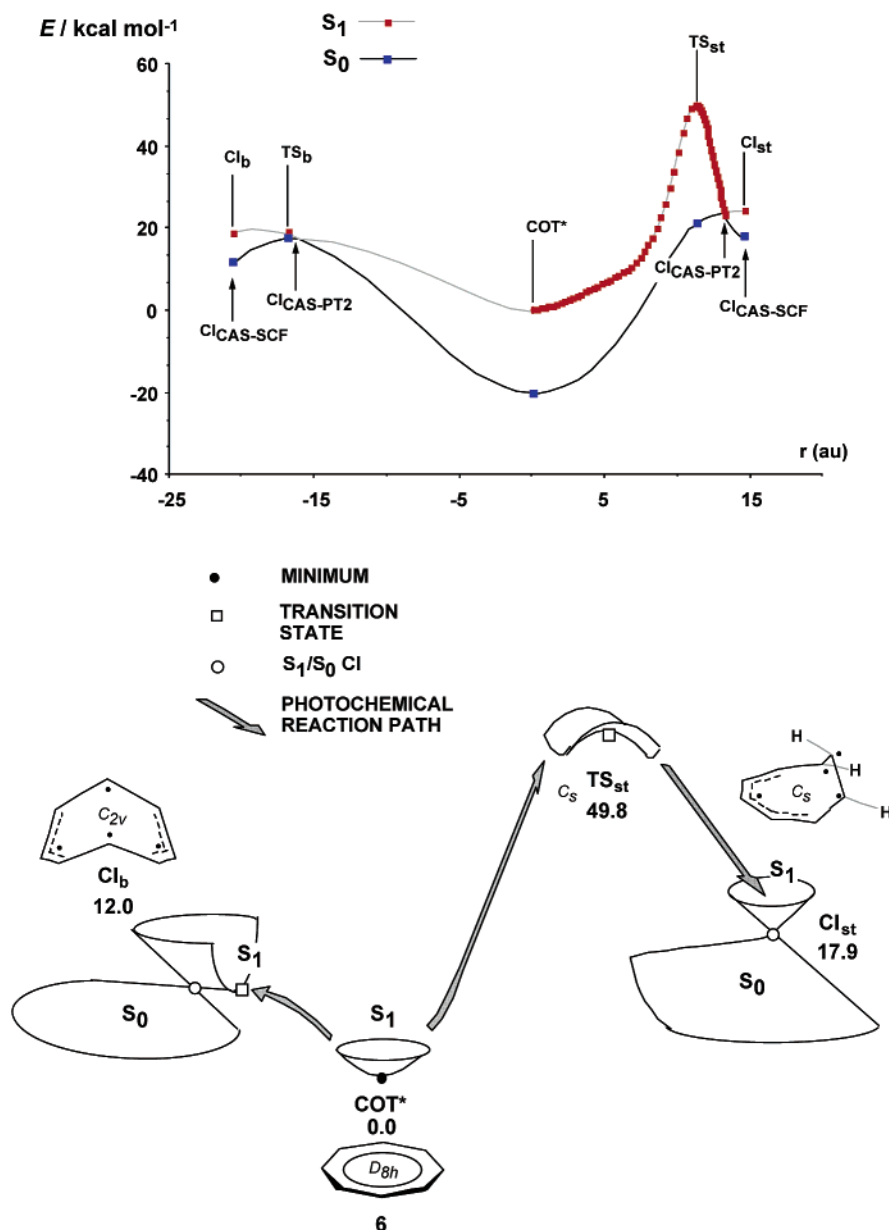 E / kcal mol-1
S1
S0
TSst
60
40
20
0
-20
-40
CIb
TSb
CIst
COT*
CICAS-PT2
CICAS-PT2
CICAS-SCF
CICAS-SCF
r (au)
-25
-15
-5
5
15
MINIMUM
TRANSITION
STATE
S1/S0 CI
PHOTOCHEMICAL
REACTION PATH
C2v
CIb
12.0
S1
S0
S1
COT*
0.0
D8h
6
Cs
TSst
49.8
H
H
Cs
H
S1
CIst
17.9
S0